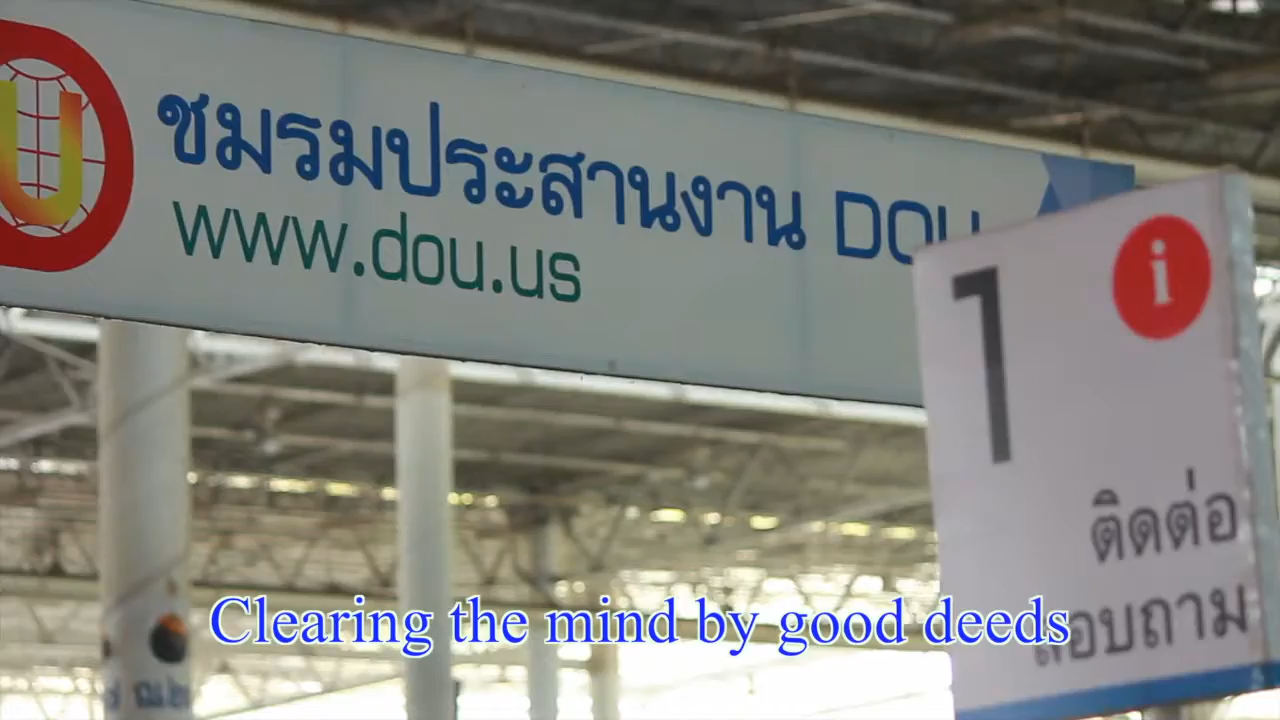 U
ชมรมประสานงาน DOU
www.dou.us
1
i
ติดต่อ
สอบถาม
Clearing the mind by good deeds